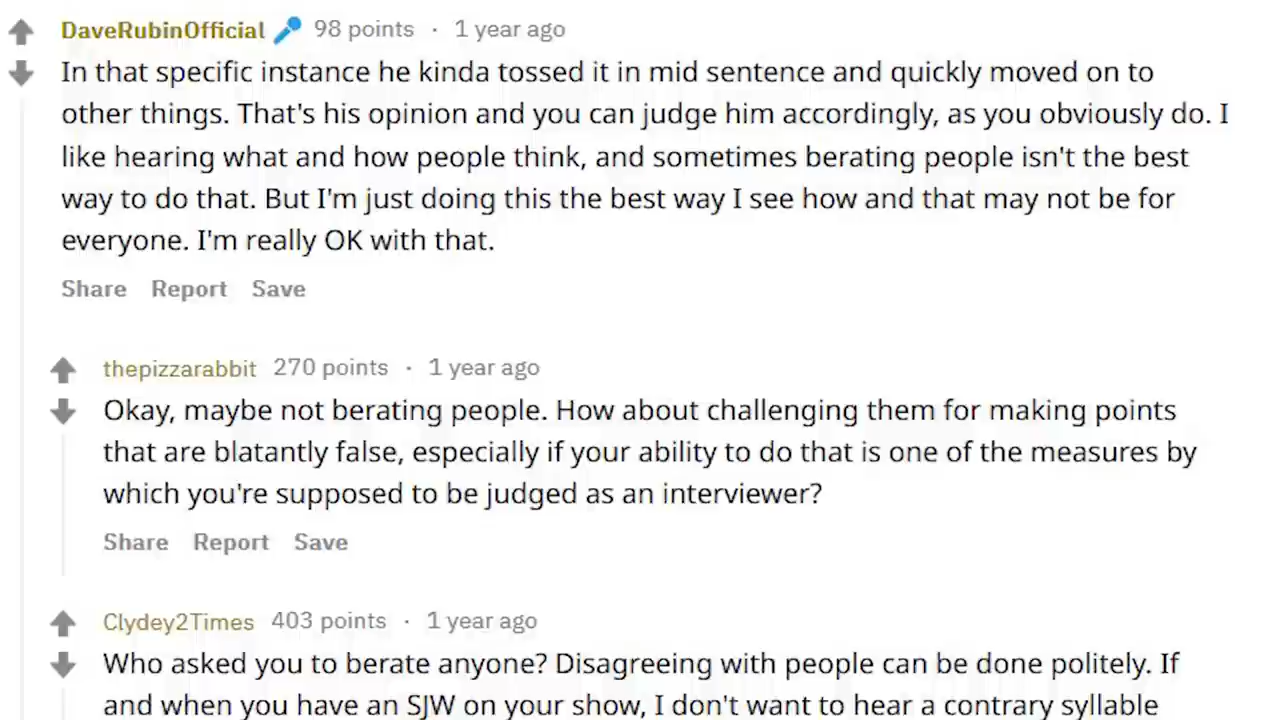 DaveRubinOfficial 98 points · 1 year ago
In that specific instance he kinda tossed it in mid sentence and quickly moved on to
other things. That's his opinion and you can judge him accordingly, as you obviously do. I
like hearing what and how people think, and sometimes berating people isn't the best
way to do that. But I'm just doing this the best way I see how and that may not be for
everyone. I'm really OK with that.
Share Report Save
thepizzarabbit 270 points · 1 year ago
Okay, maybe not berating people. How about challenging them for making points
that are blatantly false, especially if your ability to do that is one of the measures by
which you're supposed to be judged as an interviewer?
Share Report Save
Clydey2Times 403 points · 1 year ago
Who asked you to berate anyone? Disagreeing with people can be done politely. If
and when you have an SJW on your show, I don't want to hear a contrary syllable